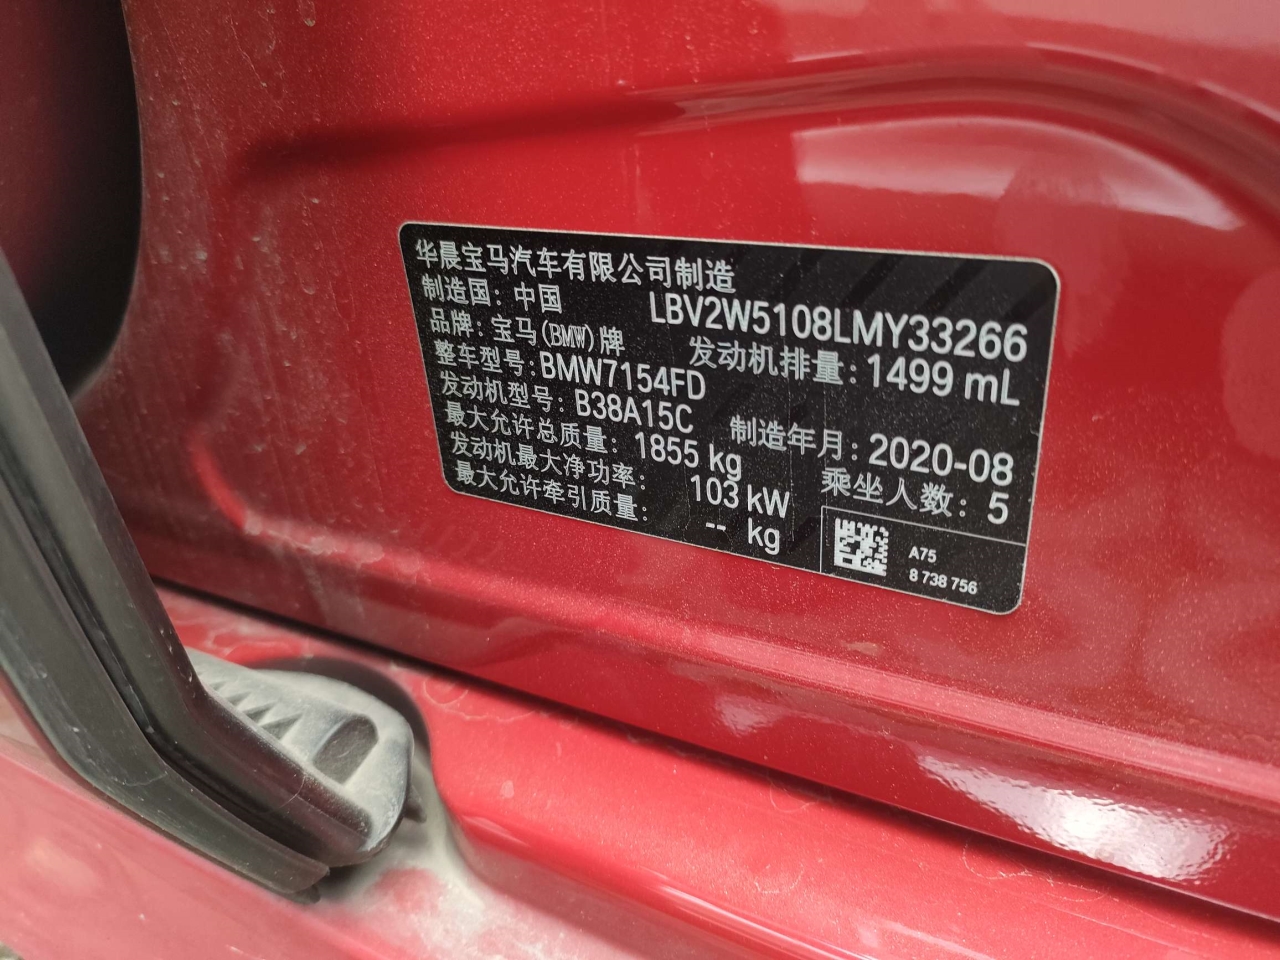 华晨宝马汽车有限公司制造
制造国：中国 LBV2W5108LMY33266
品牌：宝马(BMW)牌 发动机排量：1499 mL
整车型号：BMW7154FD
发动机型号：B38A15C 制造年月：2020-08
最大允许总质量：1855 kg 乘坐人数：5
发动机最大净功率：103 kW
最大允许牵引质量：-- kg
A75
8 738 756